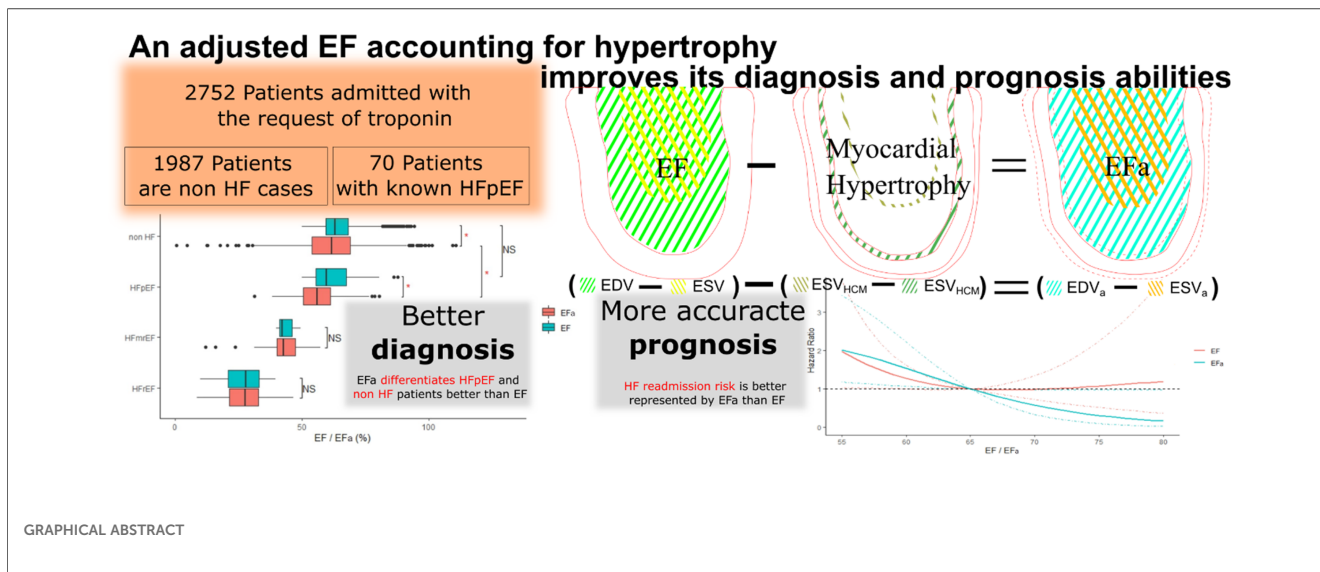 An adjusted EF accounting for hypertrophy
improves its diagnosis and prognosis abilities
2752 Patients admitted with
the request of troponin
1987 Patients
are non HF cases
70 Patients
with known HFpEF
EF
Myocardial
Hypertrophy
EFa
( EDV — ESV ) — ( ESVHCM — ESVHCM ) = ( EDVa — ESVa )
non HF
HFpEF
HFmrEF
HFrEF
*
NS
*
*
NS
NS
0
50
100
EF / EFa (%)
EFa
EF
Better
diagnosis
EFa differentiates HFpEF and
non HF patients better than EF
More accuracte
prognosis
HF readmission risk is better
represented by EFa than EF
Hazard Ratio
3
2
1
0
55
60
65
70
75
80
EF / EFa
EF
EFa
GRAPHICAL ABSTRACT